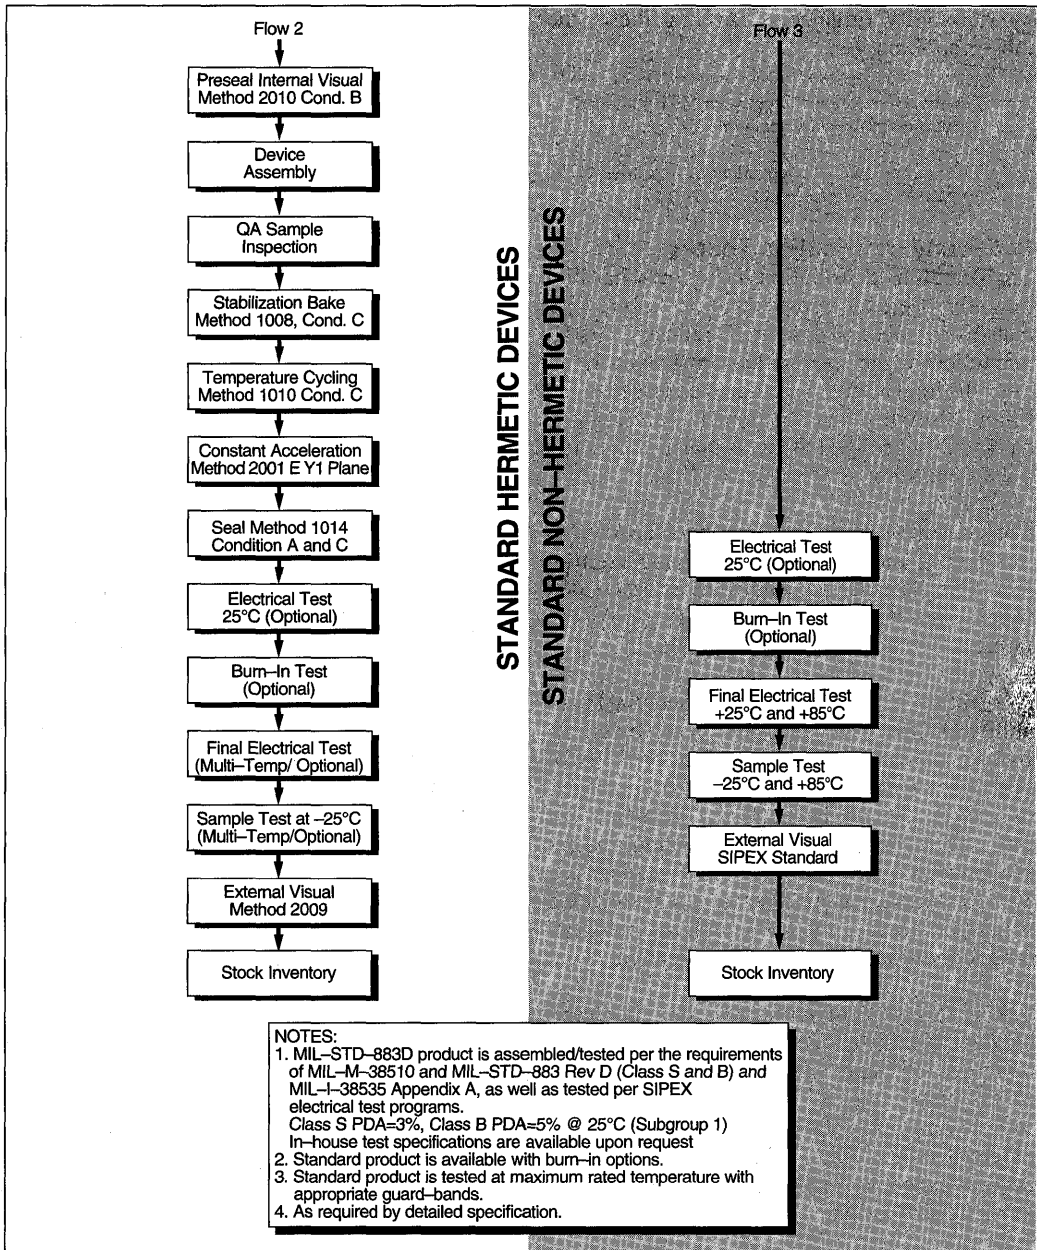 Flow 2
Preseal Internal Visual
Method 2010 Cond. B
Device
Assembly
QA Sample
Inspection
Stabilization Bake
Method 1008, Cond. C
Temperature Cycling
Method 1010 Cond. C
Constant Acceleration
Method 2001 E Y1 Plane
Seal Method 1014
Condition A and C
Electrical Test
25°C (Optional)
Burn–In Test
(Optional)
Final Electrical Test
(Multi–Temp/ Optional)
Sample Test at –25°C
(Multi–Temp/Optional)
External Visual
Method 2009
Stock Inventory
STANDARD HERMETIC DEVICES
STANDARD NON–HERMETIC DEVICES
Flow 3
Electrical Test
25°C (Optional)
Burn–In Test
(Optional)
Final Electrical Test
+25°C and +85°C
Sample Test
–25°C and +85°C
External Visual
SIPEX Standard
Stock Inventory
NOTES:
1. MIL–STD–883D product is assembled/tested per the requirements
of MIL–M–38510 and MIL–STD–883 Rev D (Class S and B) and
MIL–I–38535 Appendix A, as well as tested per SIPEX
electrical test programs.
Class S PDA=3%, Class B PDA=5% @ 25°C (Subgroup 1)
In–house test specifications are available upon request
2. Standard product is available with burn–in options.
3. Standard product is tested at maximum rated temperature with
appropriate guard–bands.
4. As required by detailed specification.